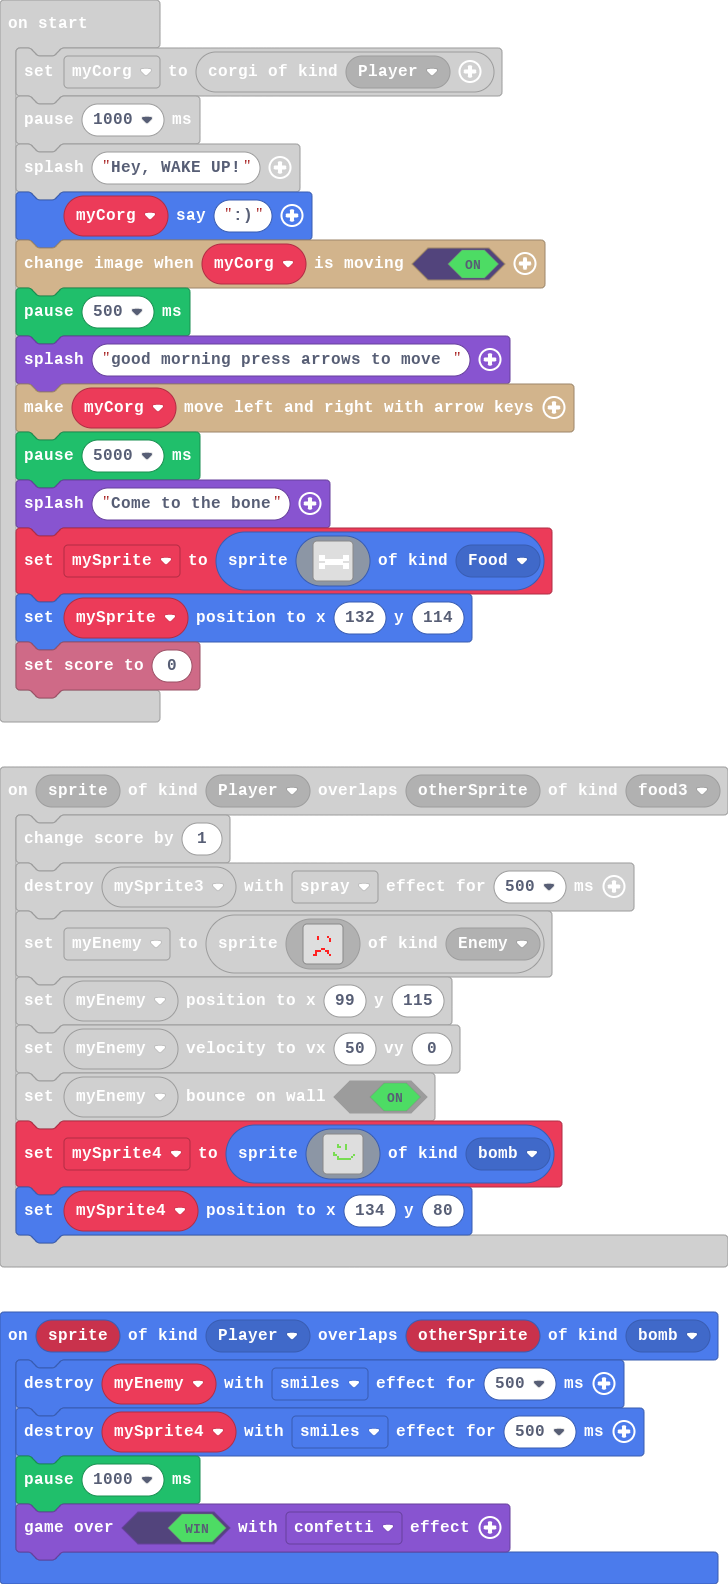 on start
set myCorg to corgi of kind Player
pause 1000 ms
splash "Hey, WAKE UP!"
myCorg say ":)"
change image when myCorg is moving ON
pause 500 ms
splash "good morning press arrows to move "
make myCorg move left and right with arrow keys
pause 5000 ms
splash "Come to the bone"
set mySprite to sprite of kind Food
set mySprite position to x 132 y 114
set score to 0
on sprite of kind Player overlaps otherSprite of kind food3
change score by 1
destroy mySprite3 with spray effect for 500 ms
set myEnemy to sprite of kind Enemy
set myEnemy position to x 99 y 115
set myEnemy velocity to vx 50 vy 0
set myEnemy bounce on wall ON
set mySprite4 to sprite of kind bomb
set mySprite4 position to x 134 y 80
on sprite of kind Player overlaps otherSprite of kind bomb
destroy myEnemy with smiles effect for 500 ms
destroy mySprite4 with smiles effect for 500 ms
pause 1000 ms
game over WIN with confetti effect